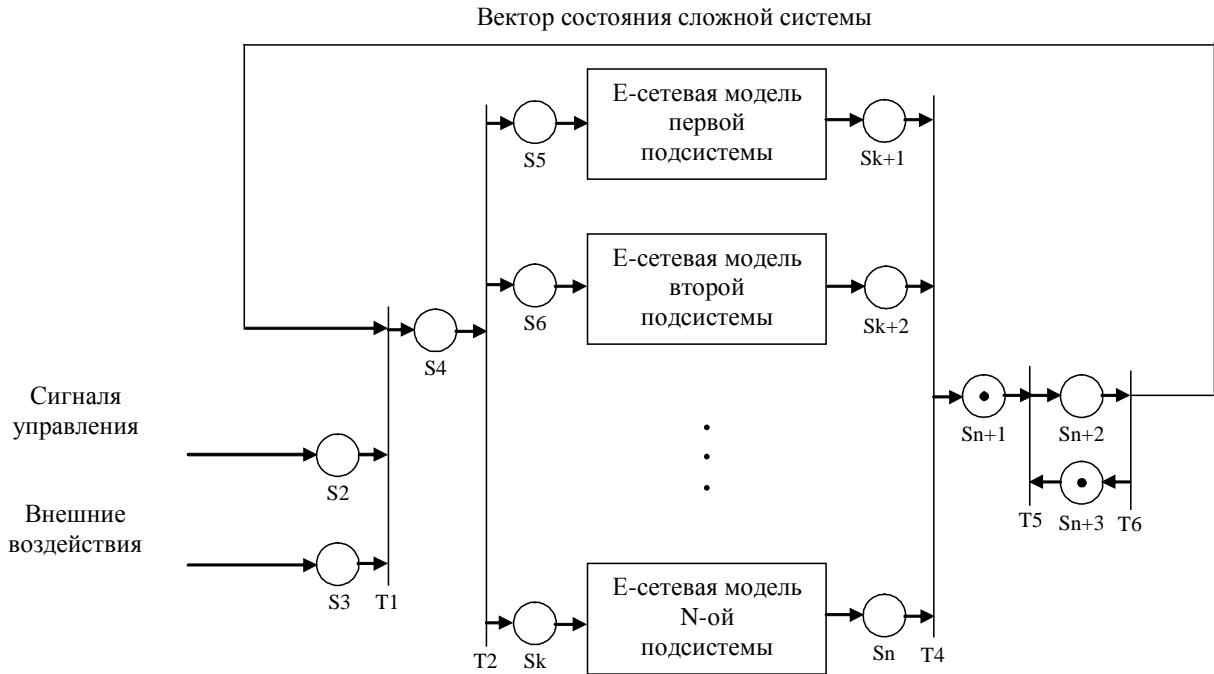 Вектор состояния сложной системы
Е-сетевая модель
первой
подсистемы
S5
Sk+1
Е-сетевая модель
второй
подсистемы
S6
Sk+2
S4
Сигналя
управления
S2
Sn+1
Sn+2
Внешние
воздействия
S3
T1
T5
Sn+3
T6
Е-сетевая модель
N-ой
подсистемы
T2
Sk
Sn
T4